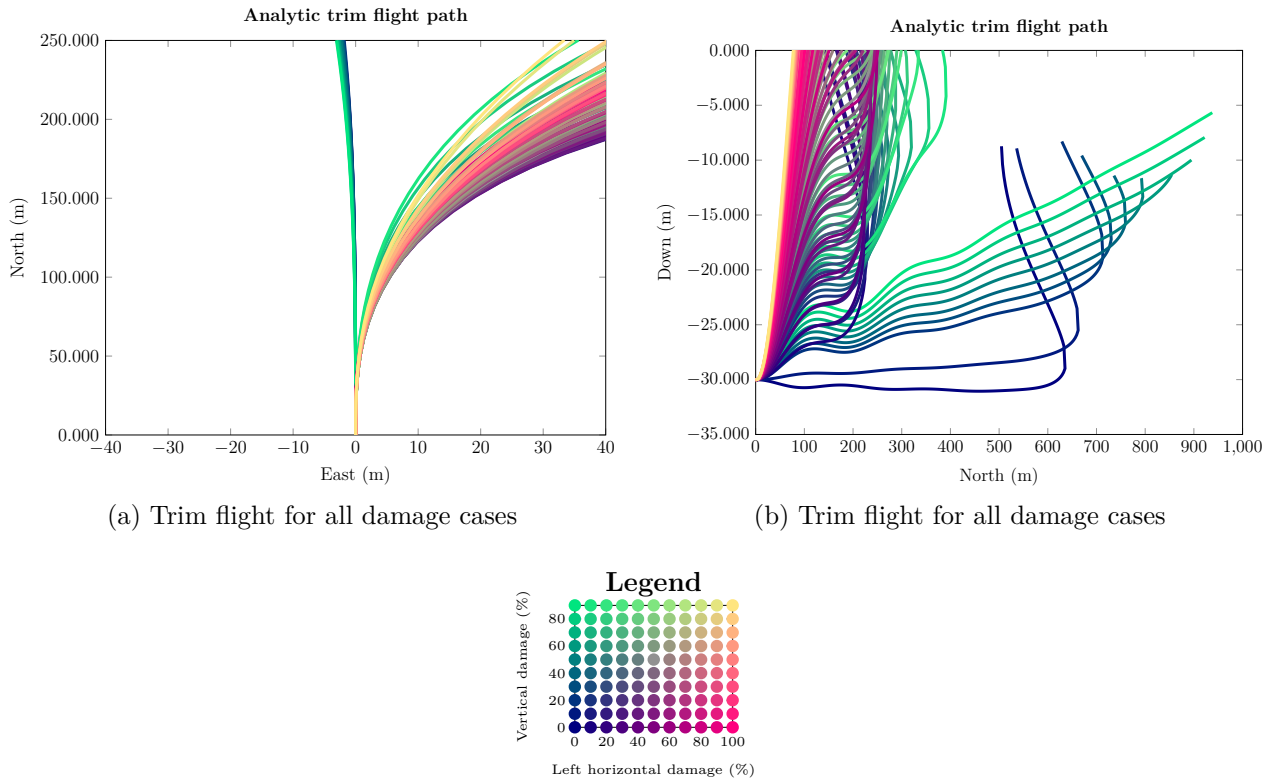 Analytic trim flight path
250.000
200.000
150.000
100.000
50.000
0.000
North (m)
−40 −30 −20 −10 0 10 20 30 40
East (m)
(a) Trim flight for all damage cases
Analytic trim flight path
0.000
−5.000
−10.000
−15.000
−20.000
−25.000
−30.000
−35.000
Down (m)
0 100 200 300 400 500 600 700 800 900 1,000
North (m)
(b) Trim flight for all damage cases
Legend
80
60
40
20
0
Vertical damage (%)
0 20 40 60 80 100
Left horizontal damage (%)